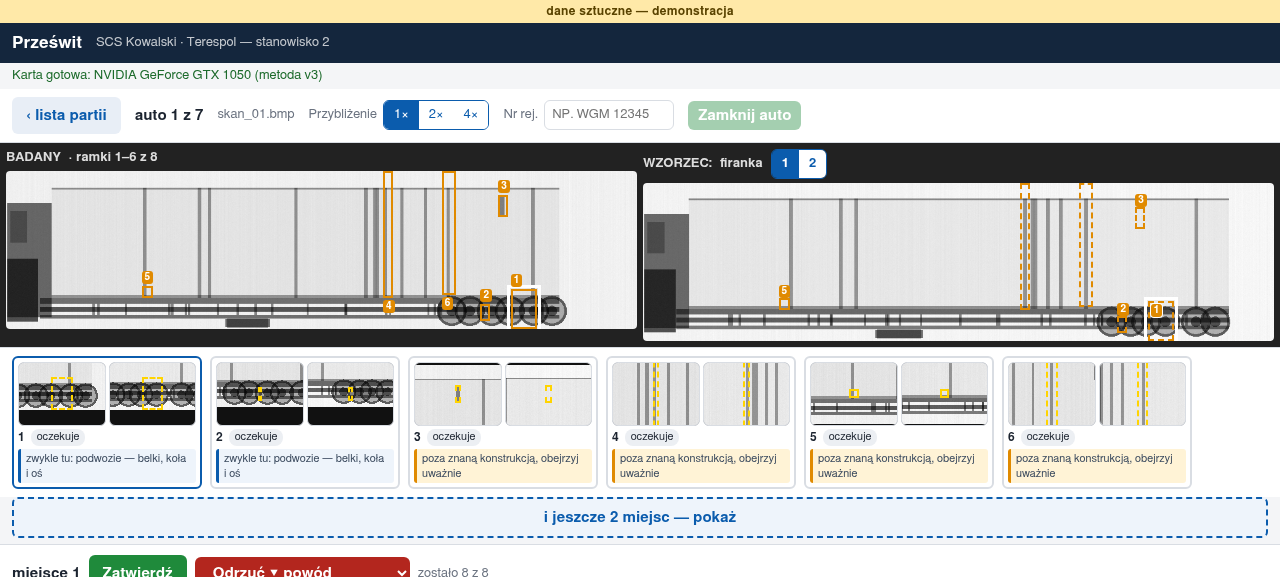 dane sztuczne — demonstracja
Prześwit SCS Kowalski · Terespol — stanowisko 2
Karta gotowa: NVIDIA GeForce GTX 1050 (metoda v3)
‹ lista partii auto 1 z 7 skan_01.bmp Przybliżenie 1× 2× 4× Nr rej. NP. WGM 12345 Zamknij auto
BADANY · ramki 1–6 z 8
WZORZEC: firanka 1 2
3
5
1
2
4
6
3
5
2
1
1 oczekuje
zwykle tu: podwozie — belki, koła
i oś
2 oczekuje
zwykle tu: podwozie — belki, koła
i oś
3 oczekuje
poza znaną konstrukcją, obejrzyj
uważnie
4 oczekuje
poza znaną konstrukcją, obejrzyj
uważnie
5 oczekuje
poza znaną konstrukcją, obejrzyj
uważnie
6 oczekuje
poza znaną konstrukcją, obejrzyj
uważnie
i jeszcze 2 miejsc — pokaż
miejsce 1 Zatwierdź Odrzuć ▾ powód zostało 8 z 8